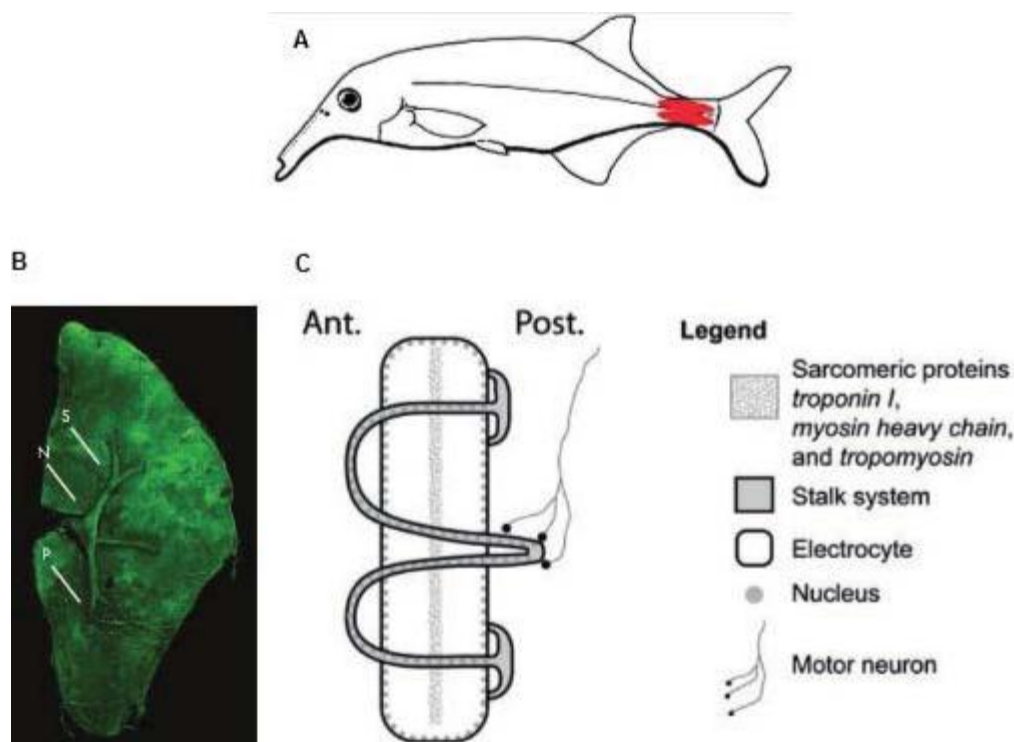 A
B
C
S
N
P
Ant.
Post.
Legend
Sarcomeric proteins
troponin I,
myosin heavy chain,
and tropomyosin
Stalk system
Electrocyte
Nucleus
Motor neuron